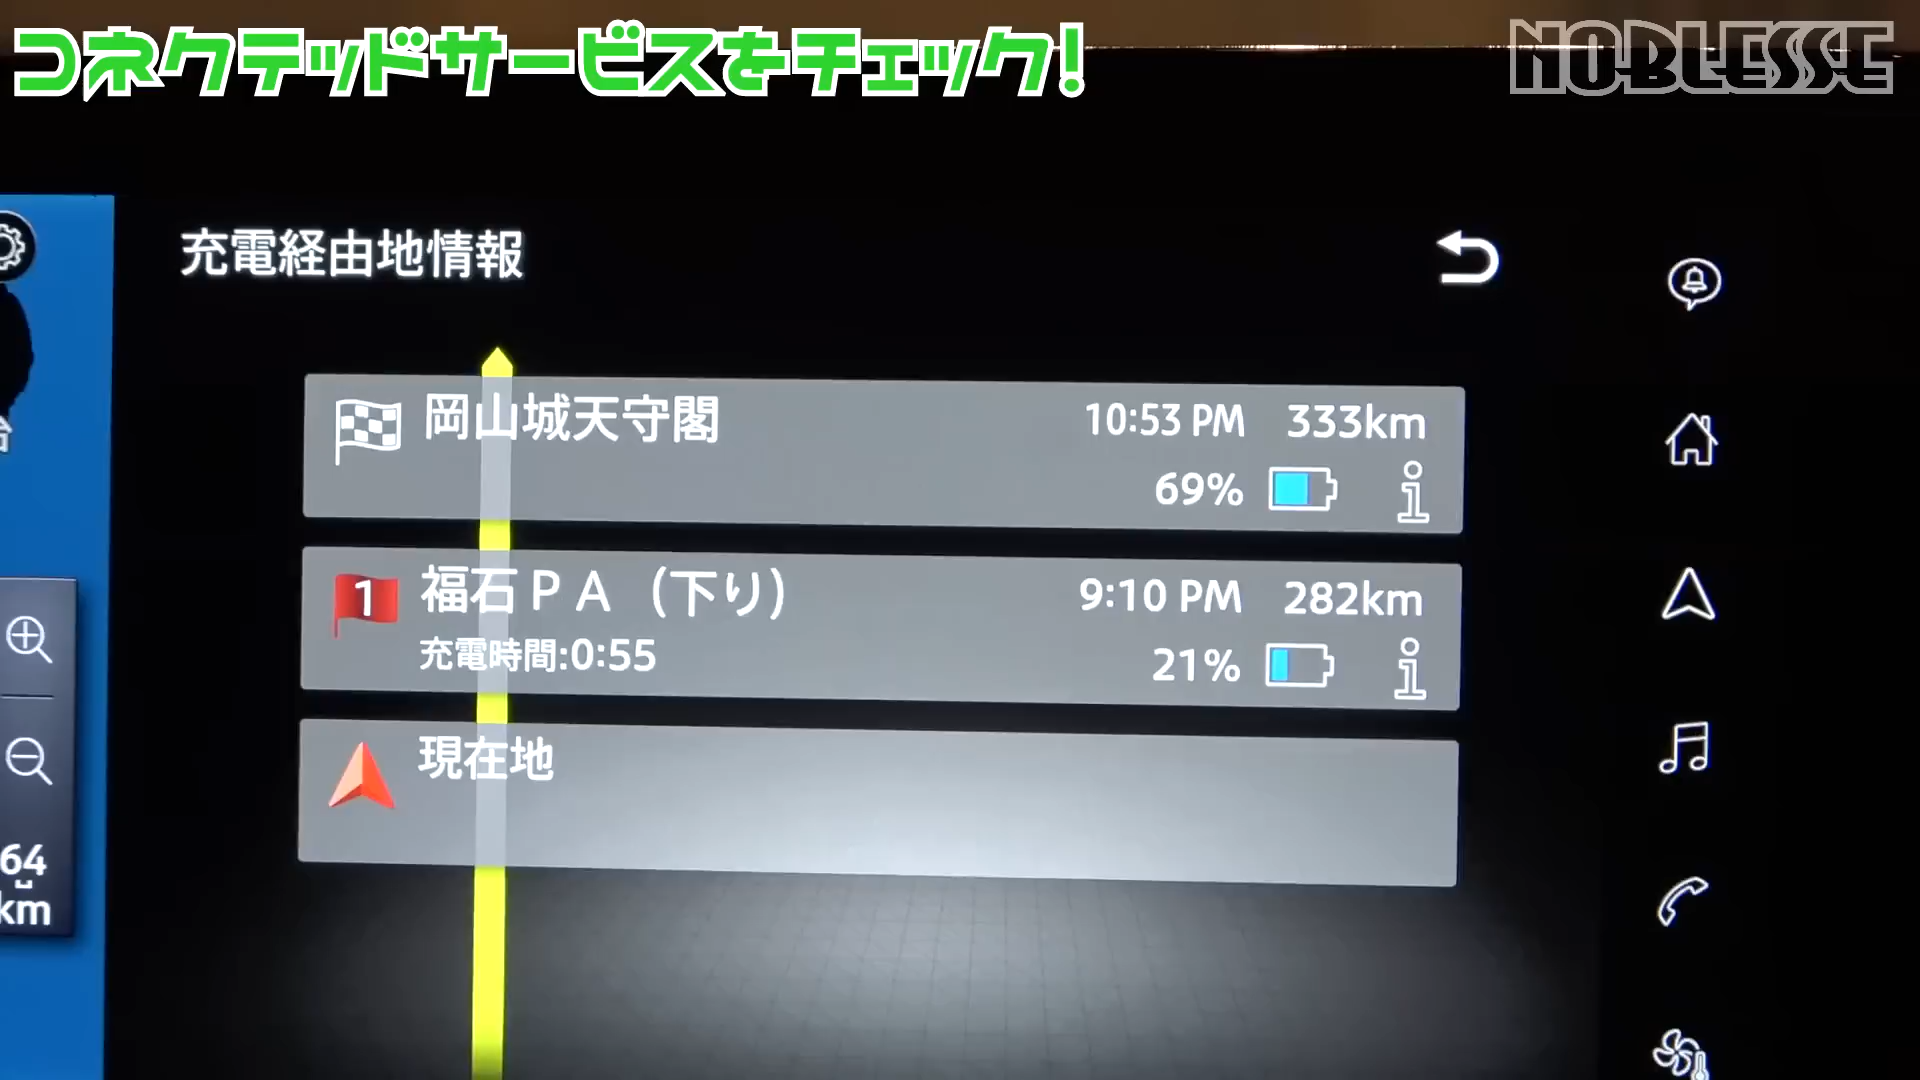 コネクテッドサービスをチェック!
NOBLESSE
充電経由地情報
岡山城天守閣
10:53 PM 333km
69%
1
福石PA (下り)
9:10 PM 282km
充電時間:0:55
21%
現在地
64
km